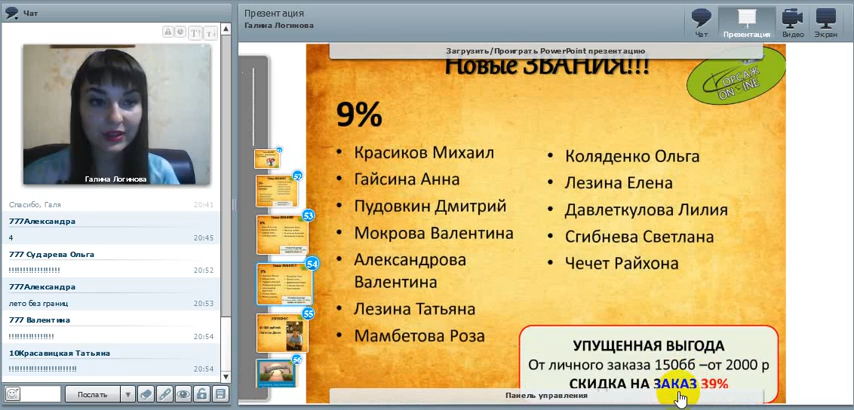 Чат
Галина Логинова
Спасибо, Галя 20:41
777Александра
4 20:45
777 Сударева Ольга
!!!!!!!!!!!!!!!!!! 20:52
777Александра
лето без границ 20:53
777 Валентина
!!!!!!!!!!!!!!!! 20:54
10Красавицкая Татьяна
!!!!!!!!!!!!!!!!!!!!!!!! 20:54
Послать
Презентация
Галина Логинова
Чат
Презентация
Видео
Экран
Загрузить/Проиграть PowerPoint презентацию
53
54
55
56
Новые ЗВАНИЯ!!!
ON-LINE
9%
• Красиков Михаил
• Гайсина Анна
• Пудовкин Дмитрий
• Мокрова Валентина
• Александрова
Валентина
• Лезина Татьяна
• Мамбетова Роза
• Коляденко Ольга
• Лезина Елена
• Давлеткулова Лилия
• Сгибнева Светлана
• Чечет Райхона
УПУЩЕННАЯ ВЫГОДА
От личного заказа 150бб –от 2000 р
СКИДКА НА ЗАКАЗ 39%
Панель управления